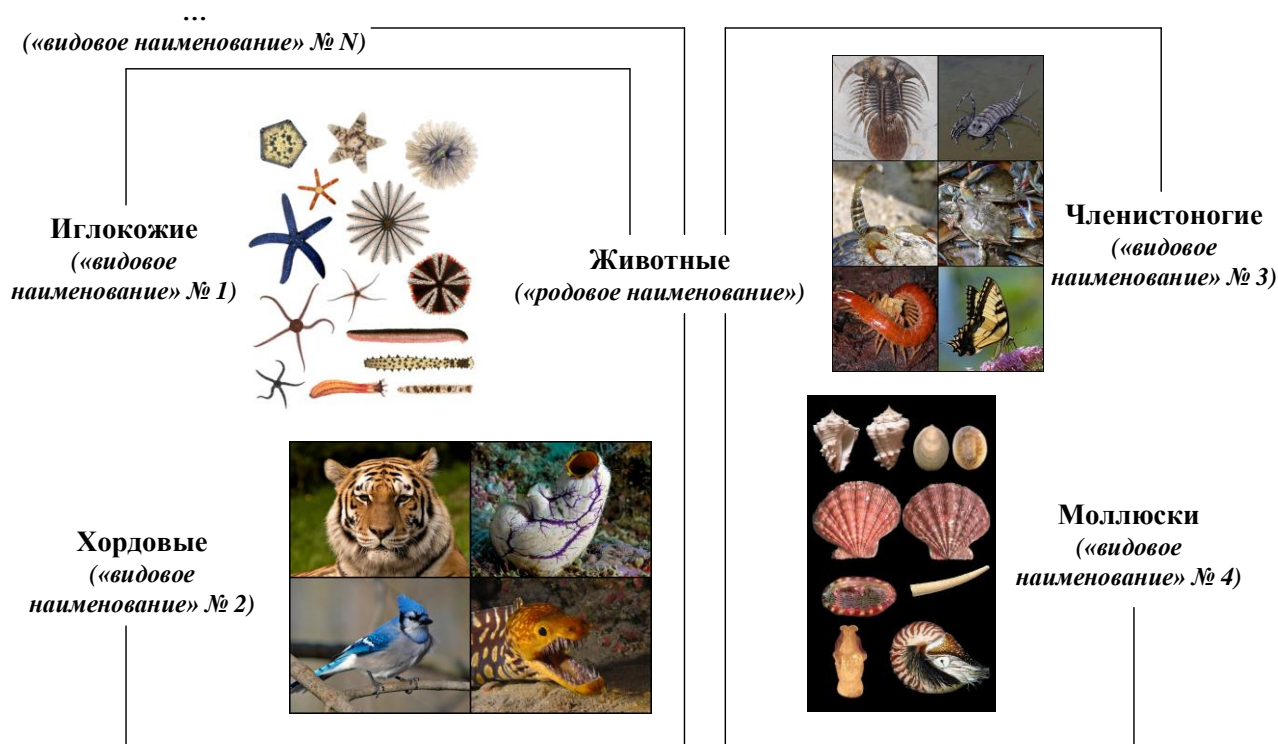 ...
(«видовое наименование» № N)
Иглокожие
(«видовое
наименование» № 1)
Животные
(«родовое наименование»)
Членистоногие
(«видовое
наименование» № 3)
Хордовые
(«видовое
наименование» № 2)
Моллюски
(«видовое
наименование» № 4)